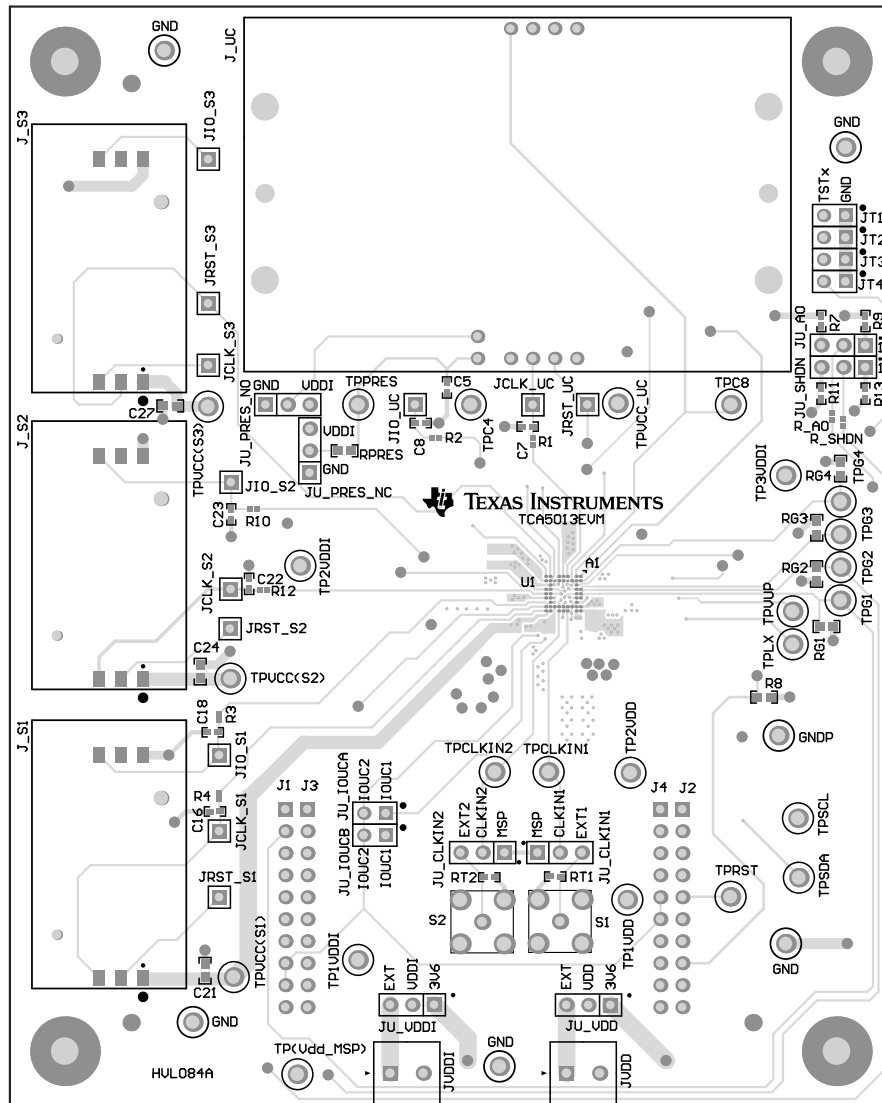 GND
J_UC
J_S3
JIO_S3
GND
TSTx
GND
JT1
JT2
JT3
JT4
JRST_S3
JCLK_S3
JU_AO
R7
R9
JU_SHDN
R11
R13
R_AO
R_SHDN
C27
TPVCC(S3)
JU_PRES_NO
GND
VDDI
TPPRES
JIO_UC
C5
C8
R2
TPC4
JCLK_UC
C7
R1
JRST_UC
TPVCC_UC
TPC8
VDDI
GND
RPRES
JU_PRES_NC
J_S2
JIO_S2
C23
R10
TEXAS INSTRUMENTS
TCA5013EVM
TP3VDDI
RG4
TPG4
RG3
TPG3
RG2
TPG2
TPG1
U1
A1
JCLK_S2
C22
R12
TP2VDDI
JRST_S2
C24
TPVCC(S2)
TPVUP
TPLX
RG1
R8
GNDP
J_S1
C18
R3
JIO_S1
R4
C16
JCLK_S1
JRST_S1
C21
TPVCC(S1)
GND
J1
J3
JU_IOUCA
IOUC2
IOUC1
JU_IOUCB
IOUC2
IOUC1
TPCLKIN2
TPCLKIN1
TP2VDD
EXT2
CLKIN2
MSP
JU_CLKIN2
MSP
CLKIN1
EXT1
JU_CLKIN1
RT2
RT1
S2
S1
J4
J2
TPSCL
TPSDA
TPRST
TP1VDD
GND
TP1VDDI
EXT
VDDI
3V6
JU_VDDI
EXT
VDD
3V6
JU_VDD
HVL084A
TP(Vdd_MSP)
JVDDI
GND
JVDD